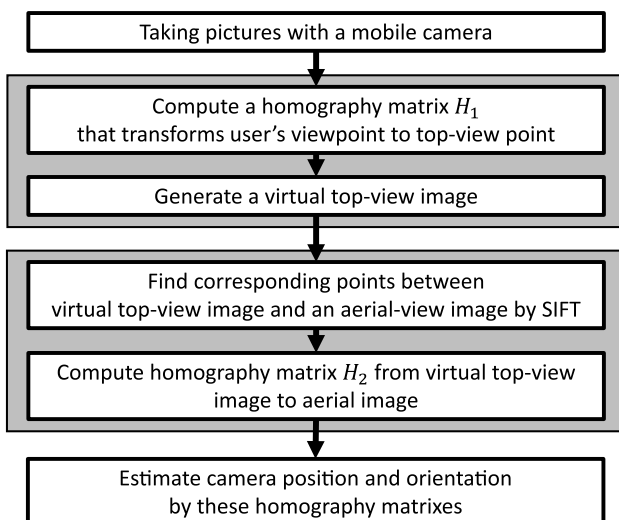 Taking pictures with a mobile camera
Compute a homography matrix H₁
that transforms user's viewpoint to top-view point
Generate a virtual top-view image
Find corresponding points between
virtual top-view image and an aerial-view image by SIFT
Compute homography matrix H₂ from virtual top-view
image to aerial image
Estimate camera position and orientation
by these homography matrixes